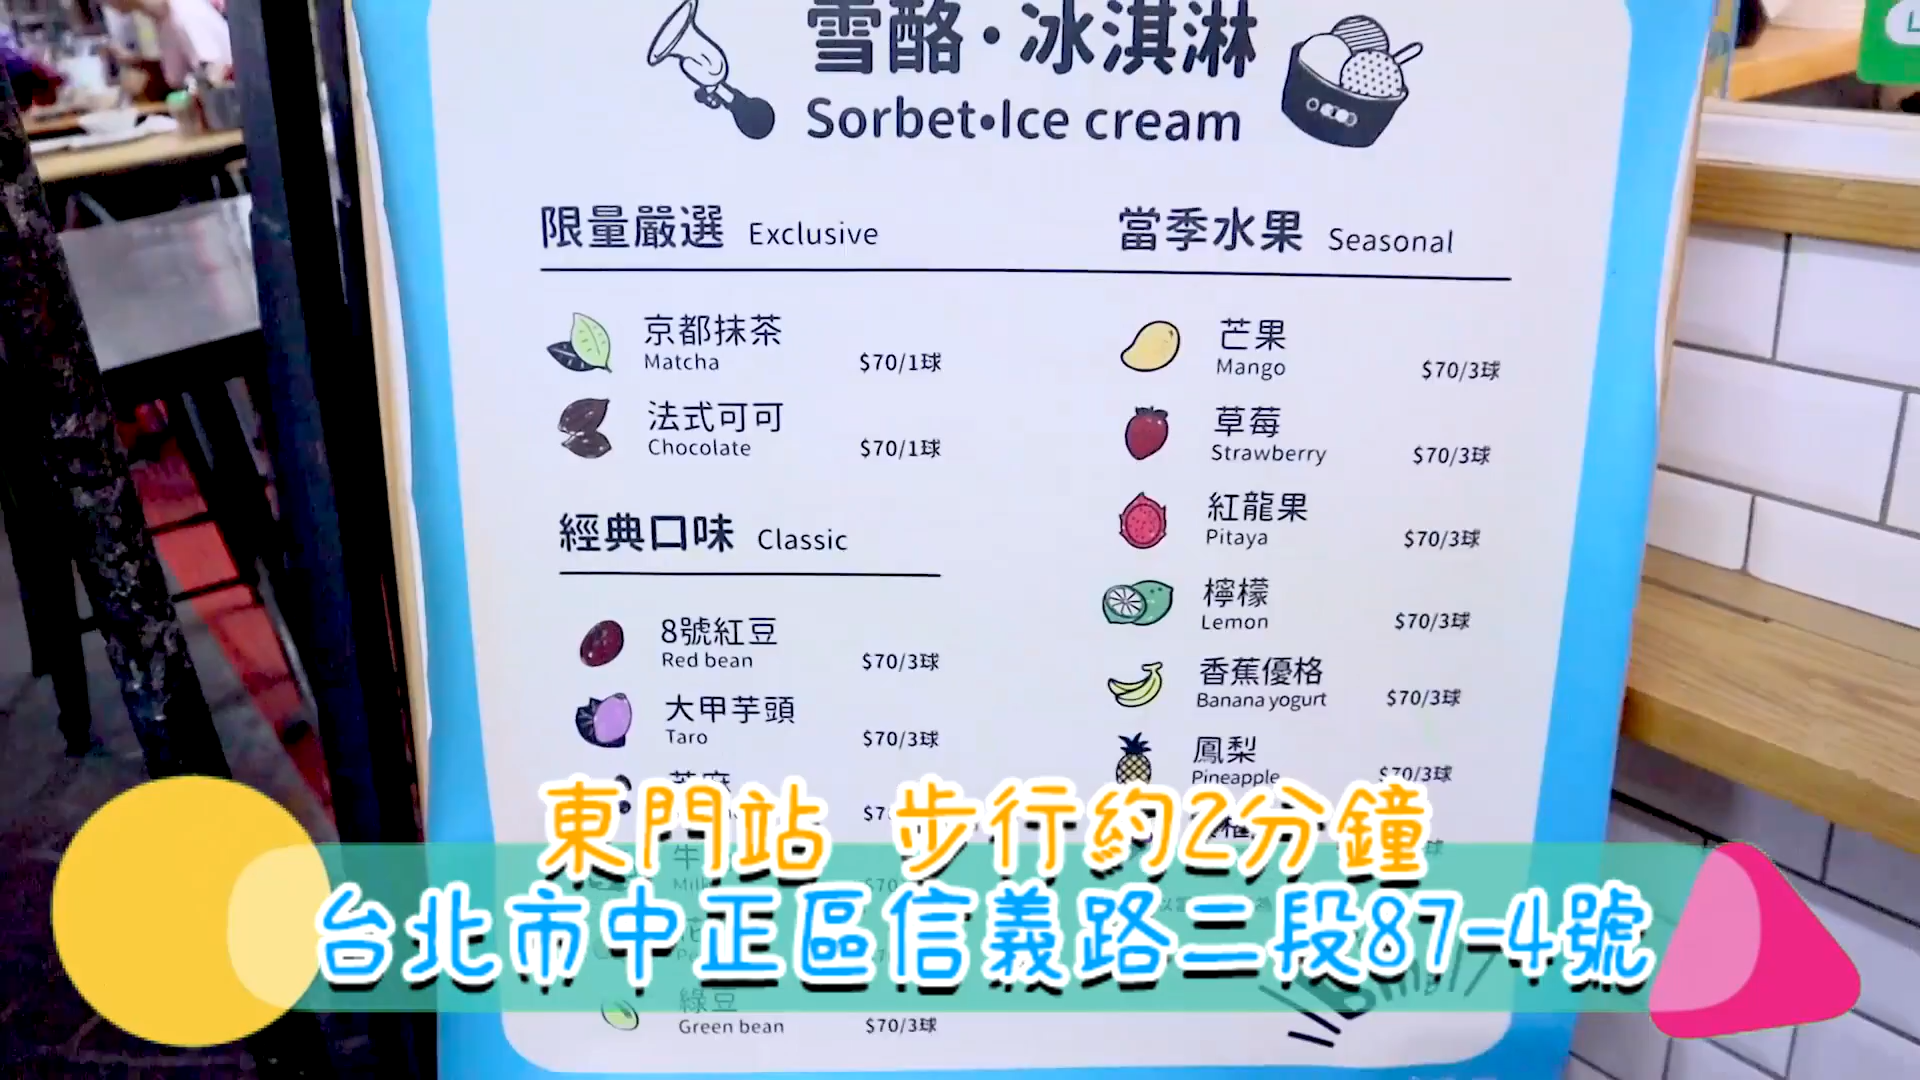 雪酪·冰淇淋
Sorbet•Ice cream
限量嚴選 Exclusive
京都抹茶
Matcha $70/1球
法式可可
Chocolate $70/1球
經典口味 Classic
8號紅豆
Red bean $70/3球
大甲芋頭
Taro $70/3球
綠豆
Green bean $70/3球
當季水果 Seasonal
芒果
Mango $70/3球
草莓
Strawberry $70/3球
紅龍果
Pitaya $70/3球
檸檬
Lemon $70/3球
香蕉優格
Banana yogurt $70/3球
鳳梨
Pineapple $70/3球
東門站 步行約2分鐘
台北市中正區信義路二段87-4號